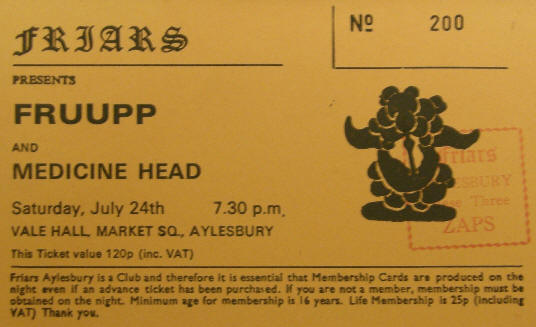 FRIARS
Nº 200
PRESENTS
FRUUPP
AND
MEDICINE HEAD
Saturday, July 24th 7.30 p.m.
VALE HALL, MARKET SQ., AYLESBURY
This Ticket value 120p (inc. VAT)
friars
Three
ZAPS
Friars Aylesbury is a Club and therefore it is essential that Membership Cards are produced on the
night even if an advance ticket has been purchased. If you are not a member, membership must be
obtained on the night. Minimum age for membership is 16 years. Life Membership is 25p (including
VAT) Thank you.